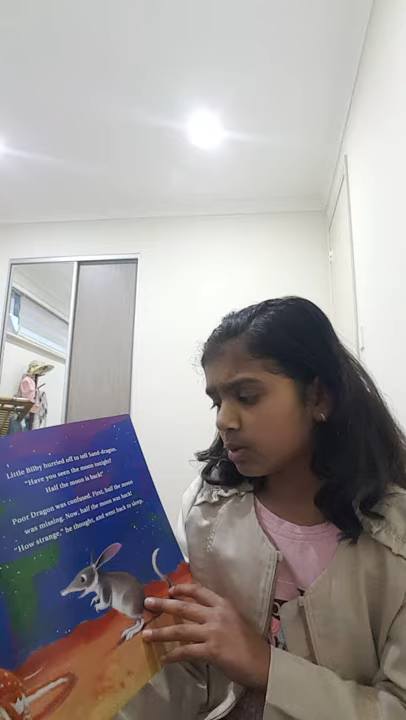 Little Bilby hurried off to tell Sand-dragon.
"Have you seen the moon tonight?
Half the moon is back!"
Poor Dragon was confused. First, half the moon
was missing. Now, half the moon was back!
"How strange," he thought, and went back to sleep.